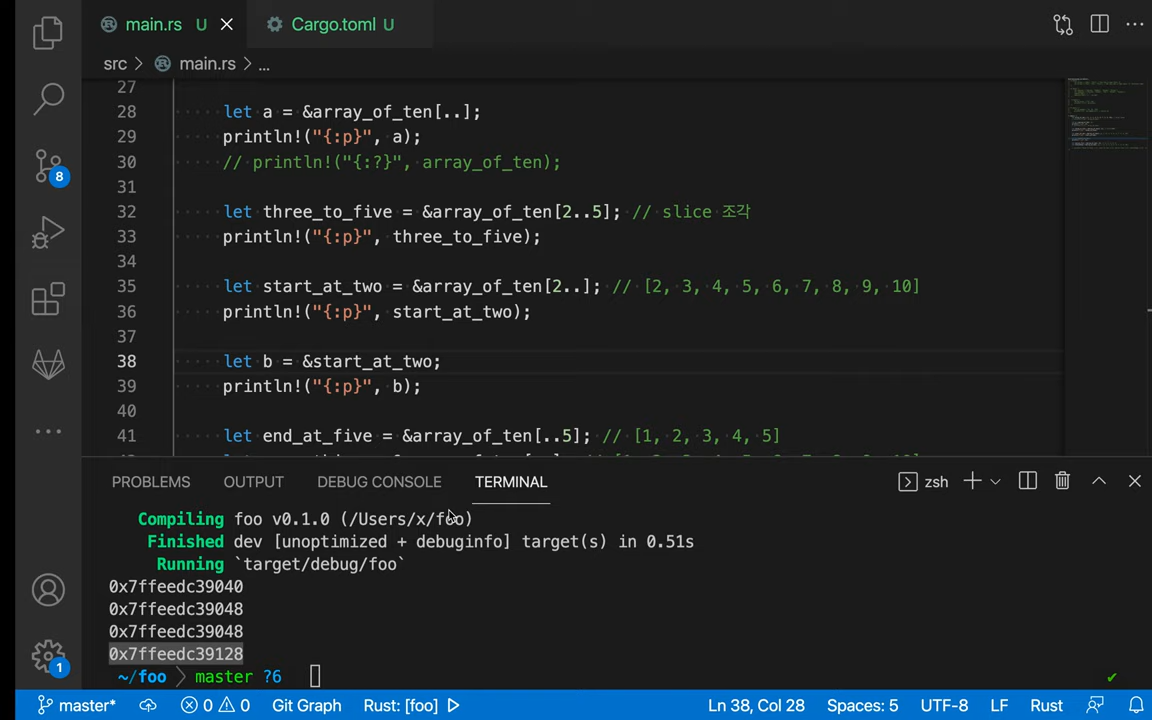 main.rs U
Cargo.toml U
src > main.rs > ...
27
28 let a = &array_of_ten[..];
29 println!("{:p}", a);
30 // println!("{:?}", array_of_ten);
31
32 let three_to_five = &array_of_ten[2..5]; // slice 조각
33 println!("{:p}", three_to_five);
34
35 let start_at_two = &array_of_ten[2..]; // [2, 3, 4, 5, 6, 7, 8, 9, 10]
36 println!("{:p}", start_at_two);
37
38 let b = &start_at_two;
39 println!("{:p}", b);
40
41 let end_at_five = &array_of_ten[..5]; // [1, 2, 3, 4, 5]
8
PROBLEMS OUTPUT DEBUG CONSOLE TERMINAL zsh
Compiling foo v0.1.0 (/Users/x/foo)
Finished dev [unoptimized + debuginfo] target(s) in 0.51s
Running `target/debug/foo`
0x7ffeedc39040
0x7ffeedc39048
0x7ffeedc39048
0x7ffeedc39128
~/foo > master ?6
1
master* 0 0 Git Graph Rust: [foo] Ln 38, Col 28 Spaces: 5 UTF-8 LF Rust